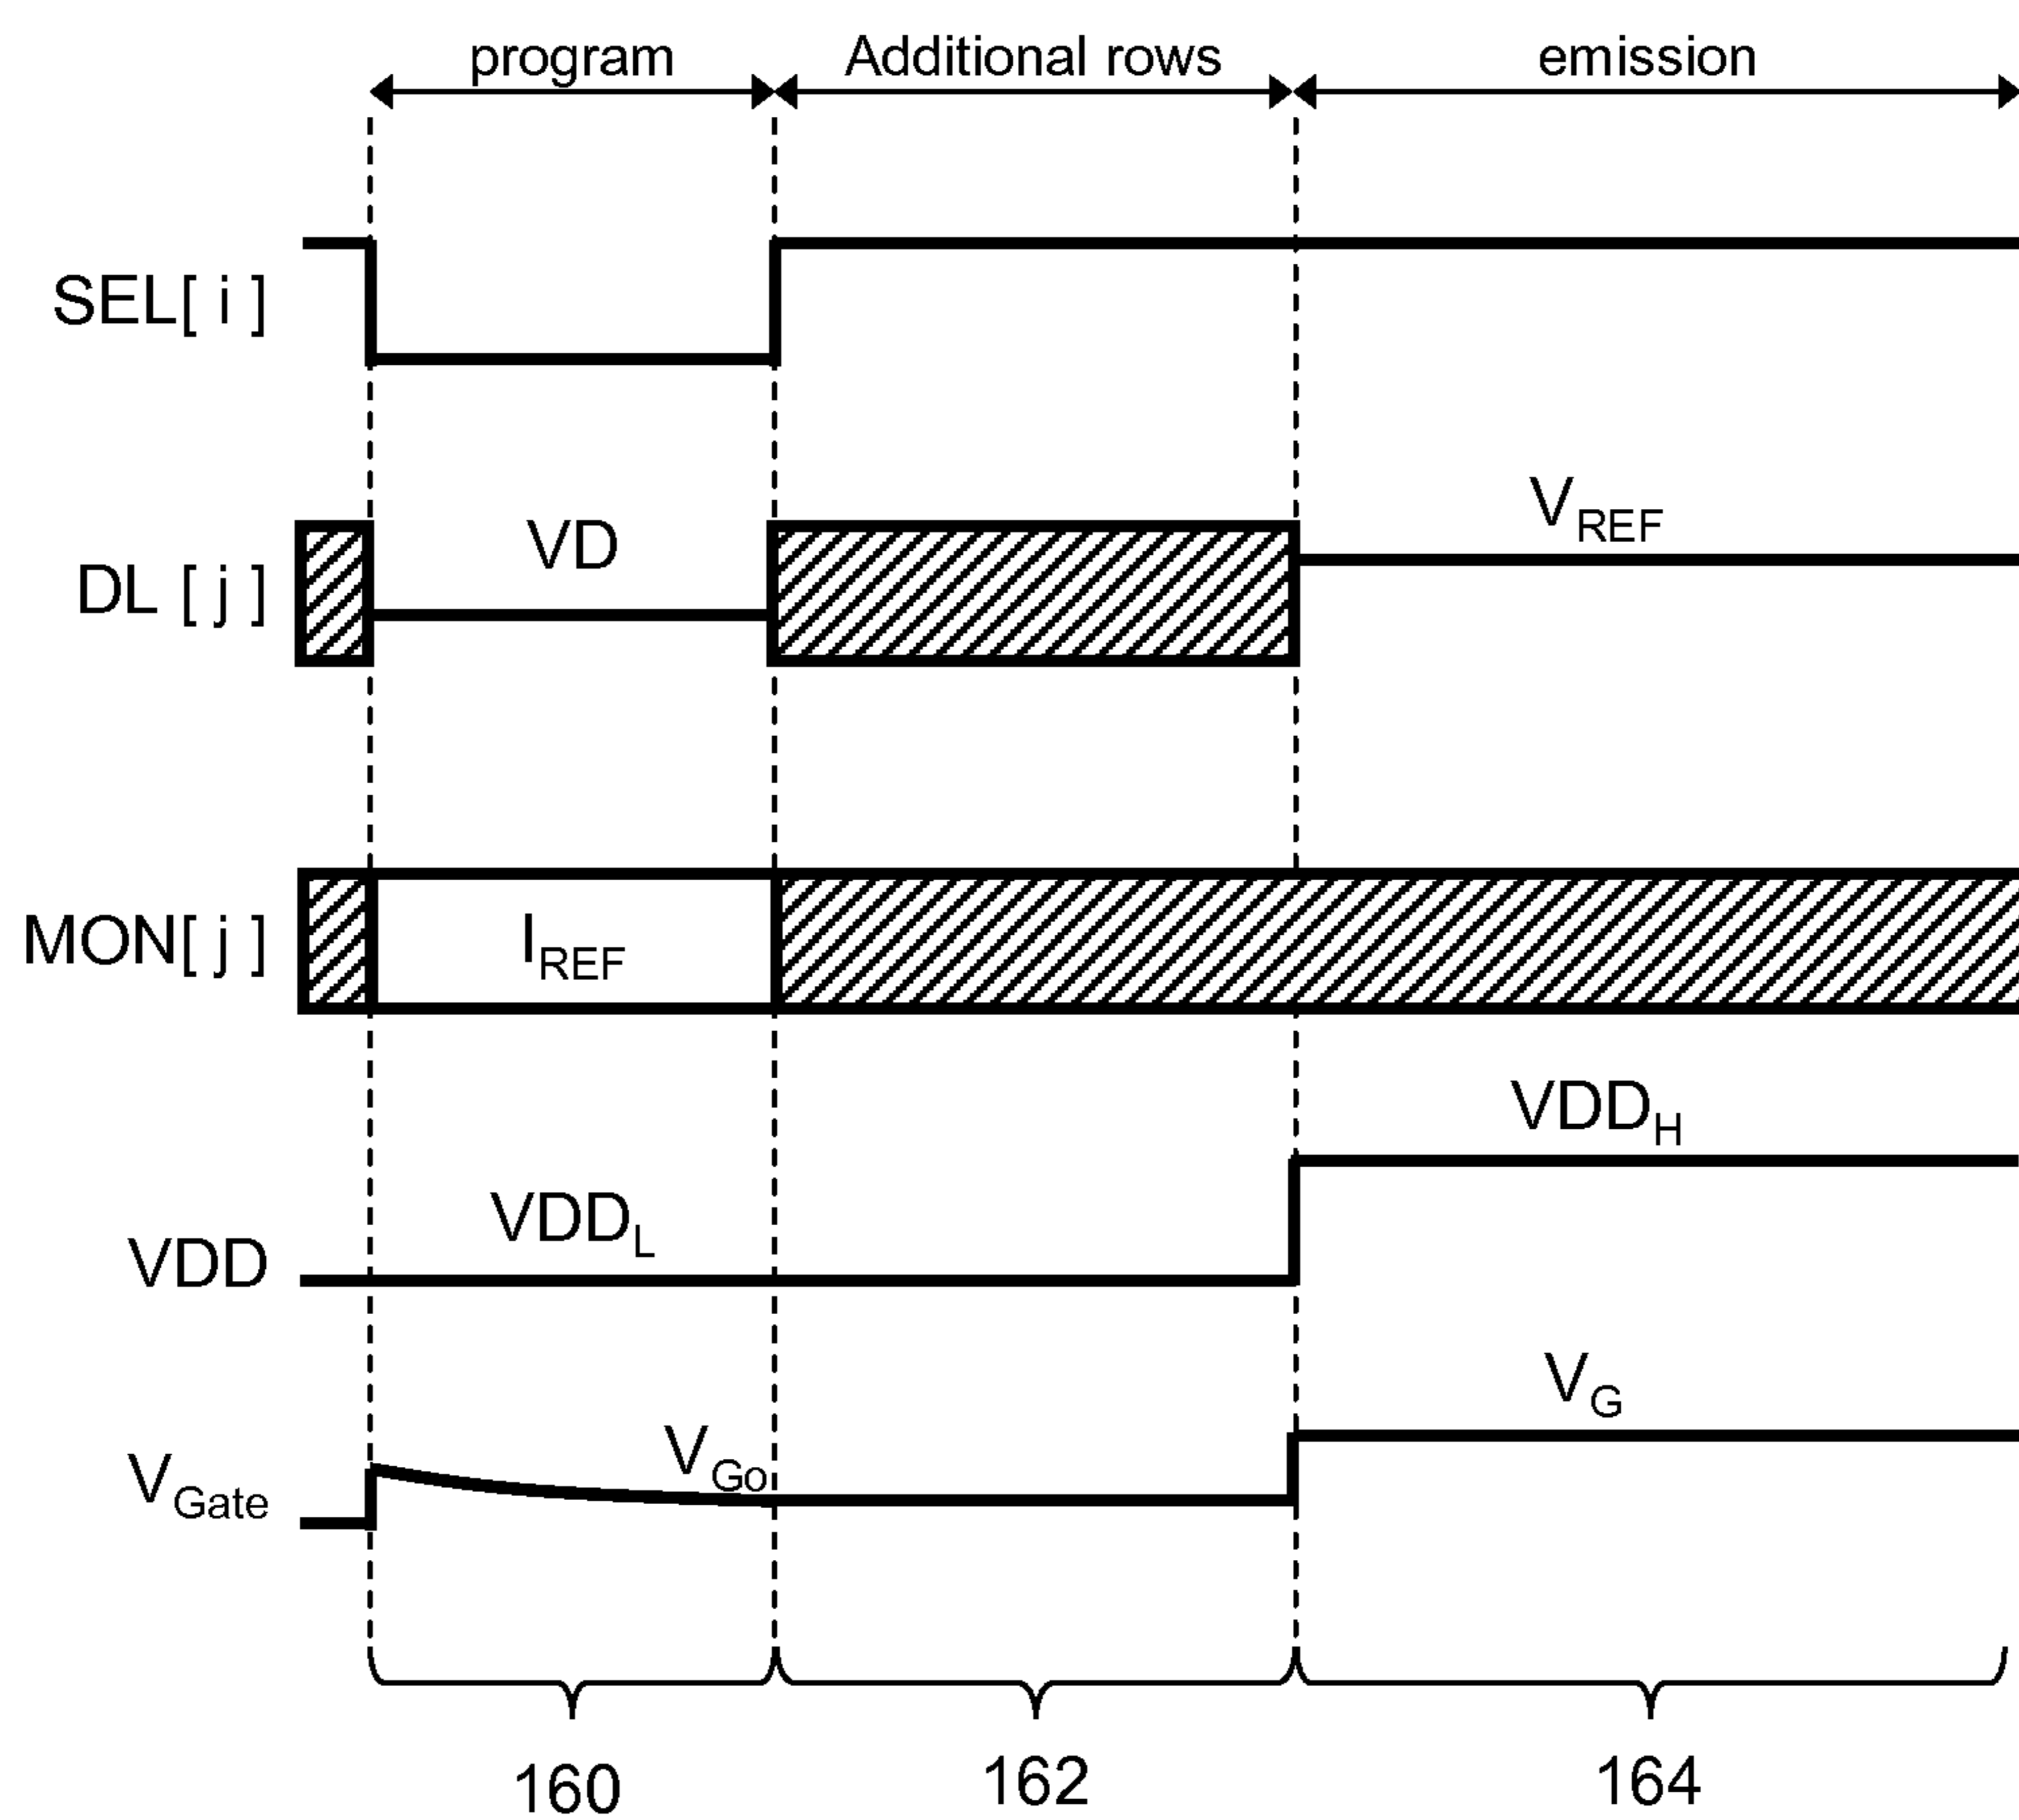 program Additional rows emission
SEL[ i ]
DL [ j ] VD V_REF
MON[ j ] I_REF
VDD VDD_L VDD_H
V_Gate V_Go V_G
160 162 164